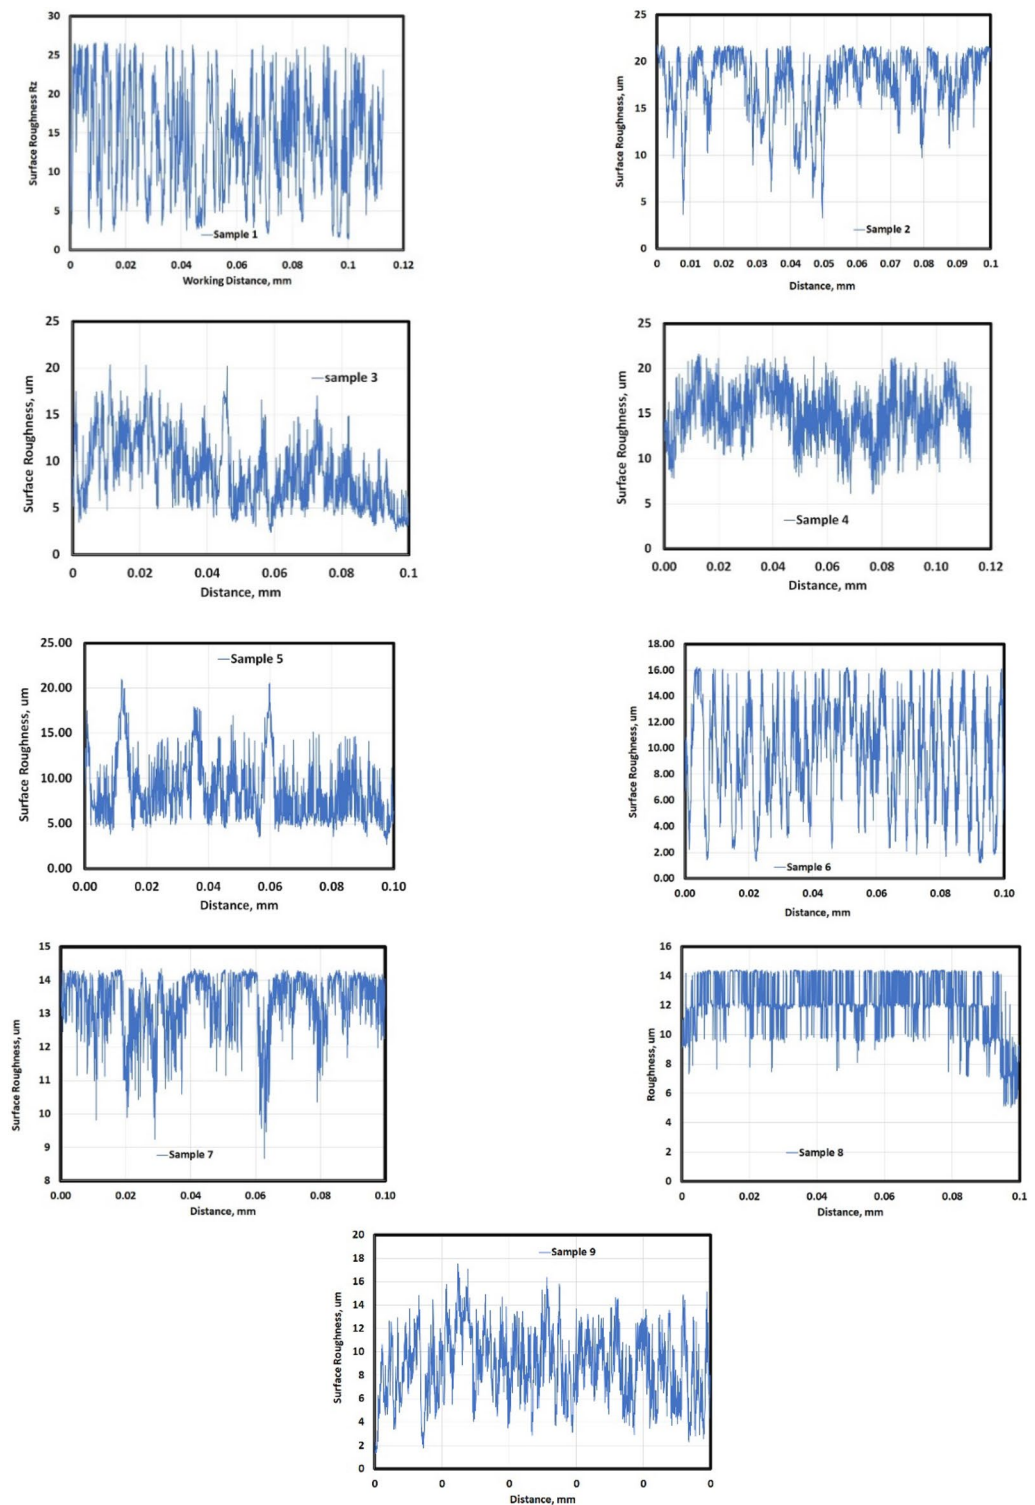 30
25
20
15
10
5
0
Surface Roughness Rz
Sample 1
0 0.02 0.04 0.06 0.08 0.1 0.12
Working Distance, mm
25
20
15
10
5
0
Surface Roughness, um
Sample 2
0 0.01 0.02 0.03 0.04 0.05 0.06 0.07 0.08 0.09 0.1
Distance, mm
25
20
15
10
5
0
Surface Roughness, um
sample 3
0 0.02 0.04 0.06 0.08 0.1
Distance, mm
25
20
15
10
5
0
Surface Roughness, um
Sample 4
0.00 0.02 0.04 0.06 0.08 0.10 0.12
Distance, mm
25.00
20.00
15.00
10.00
5.00
0.00
Surface Roughness, um
Sample 5
0.00 0.02 0.04 0.06 0.08 0.10
Distance, mm
18.00
16.00
14.00
12.00
10.00
8.00
6.00
4.00
2.00
0.00
Surface Roughness, um
Sample 6
0.00 0.02 0.04 0.06 0.08 0.10
Distance, mm
15
14
13
12
11
10
9
8
Surface Roughness, um
Sample 7
0.00 0.02 0.04 0.06 0.08 0.10
Distance, mm
16
14
12
10
8
6
4
2
0
Roughness, um
Sample 8
0 0.02 0.04 0.06 0.08 0.1
Distance, mm
20
18
16
14
12
10
8
6
4
2
0
Surface Roughness, um
Sample 9
0 0 0 0 0 0
Distance, mm